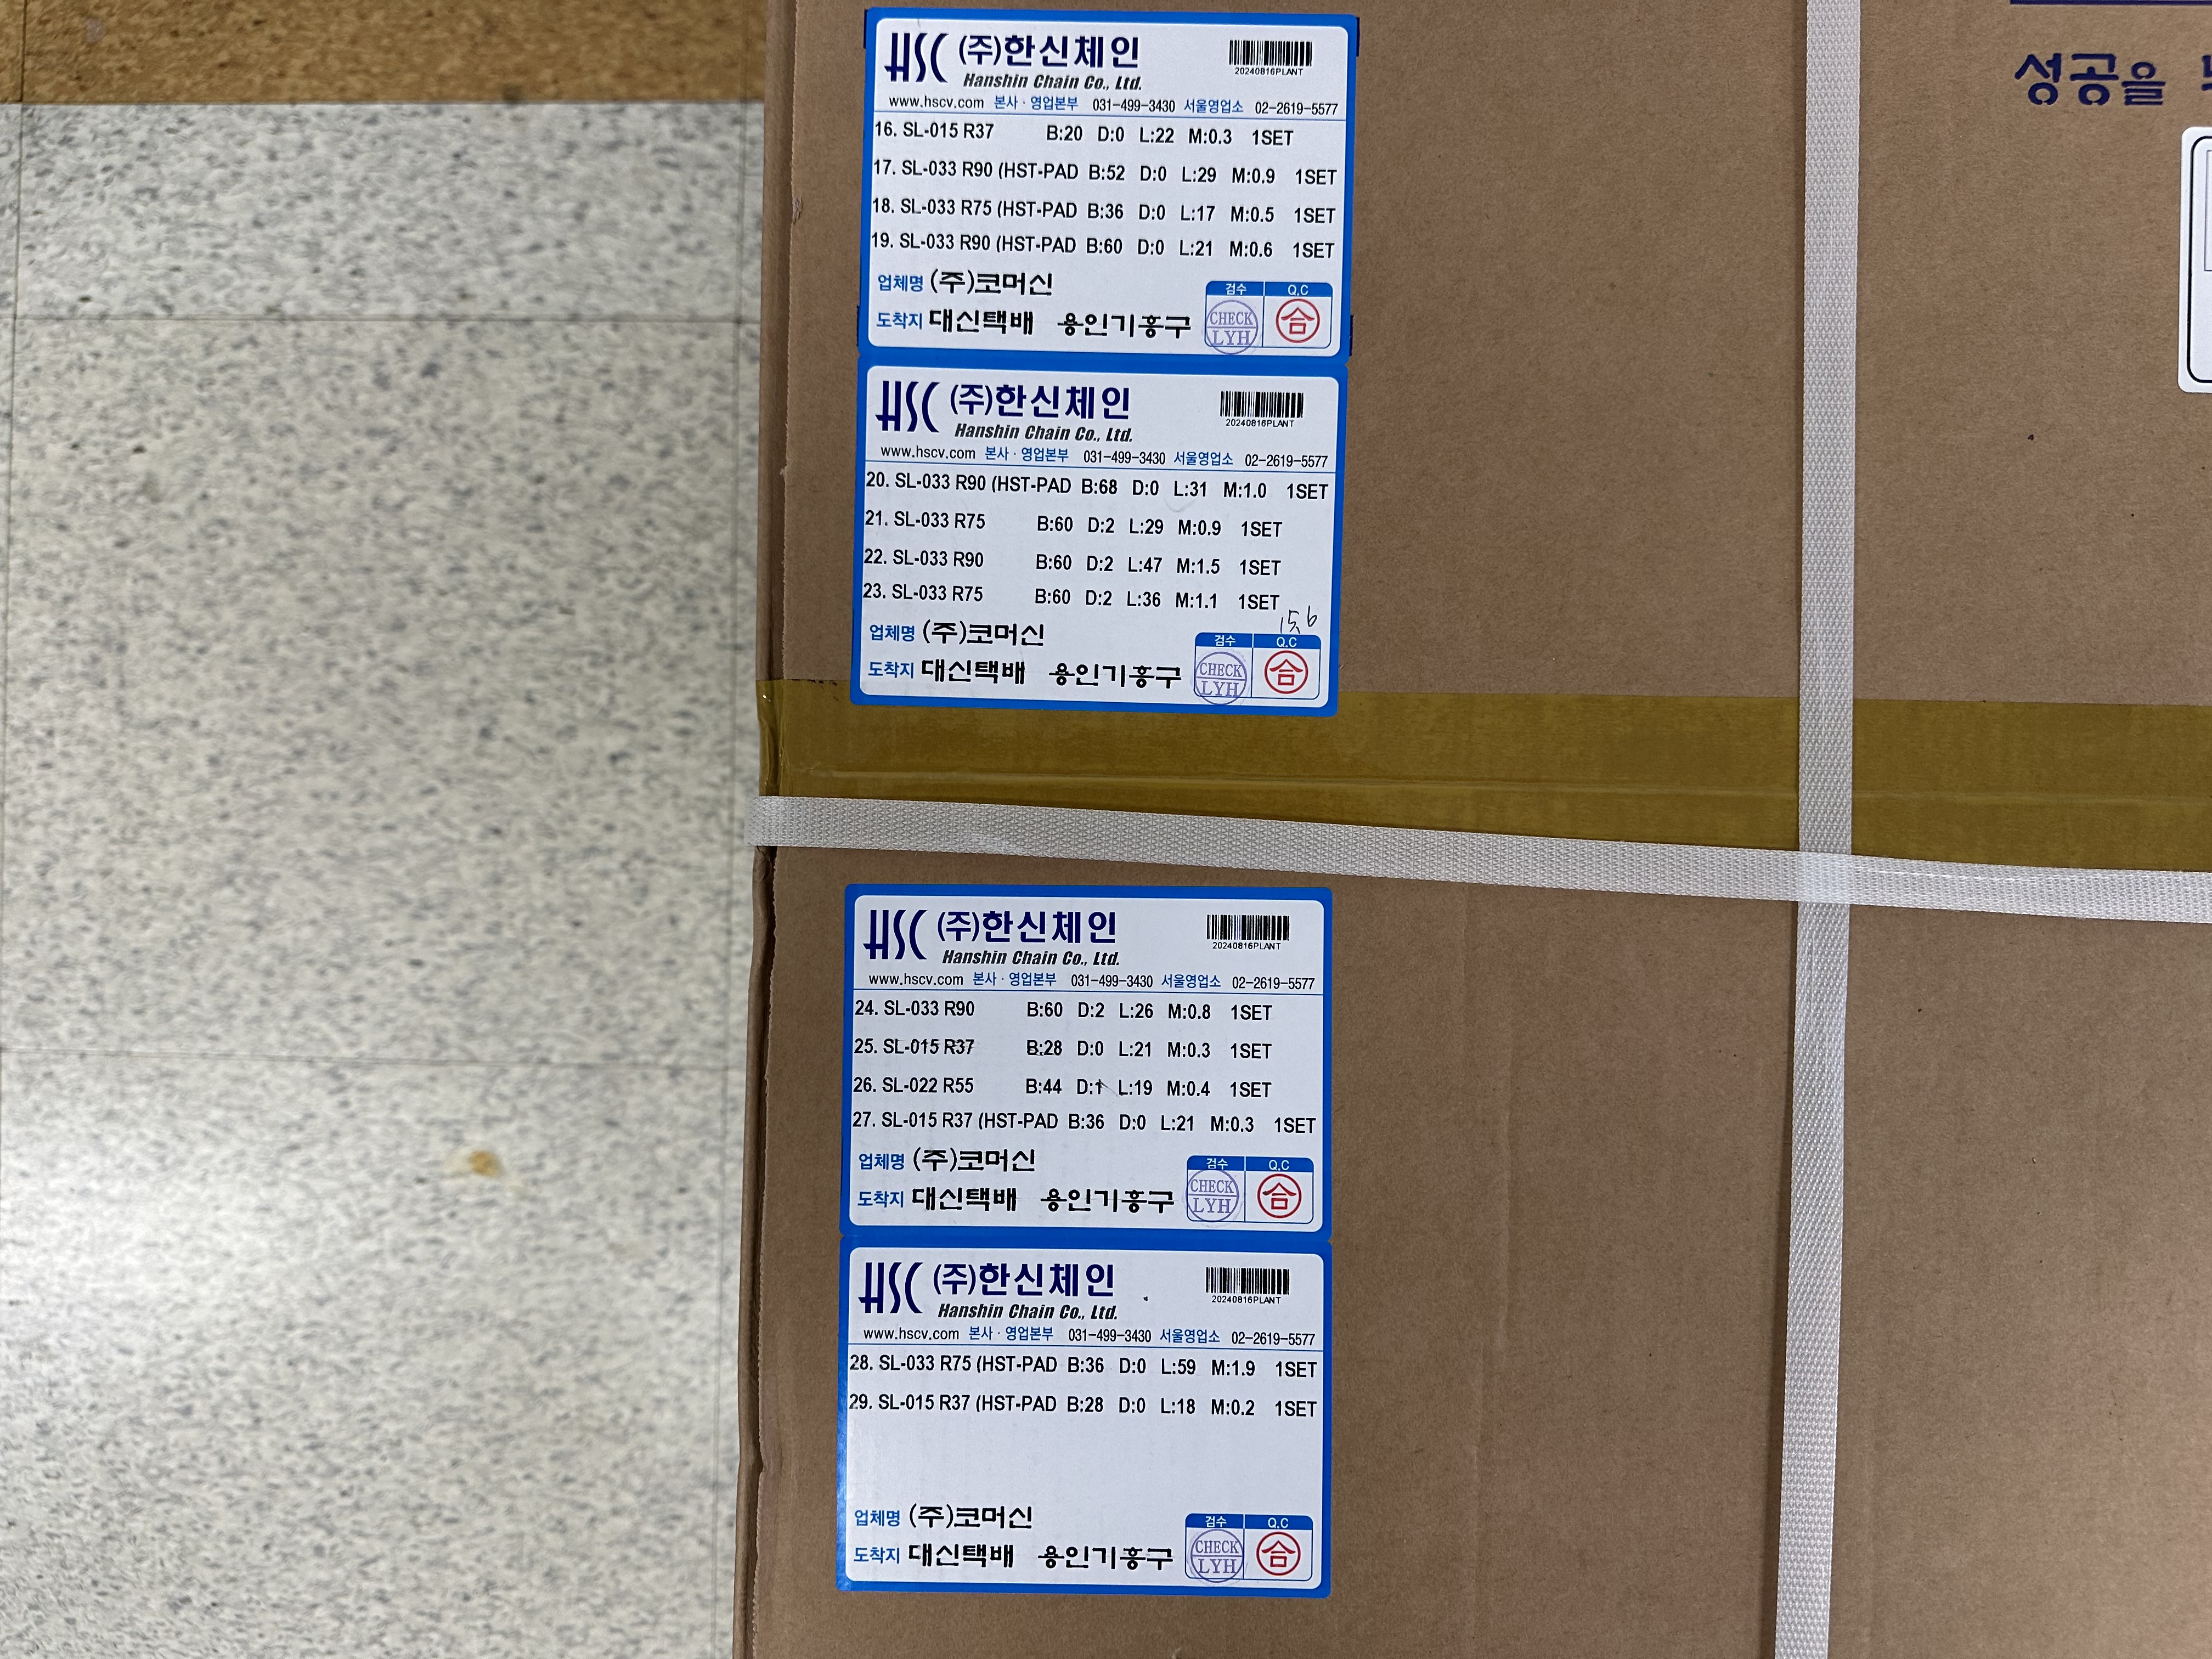 HSC (주)한신체인
Hanshin Chain Co., Ltd.
20240816PLANT
www.hscv.com 본사·영업본부 031-499-3430 서울영업소 02-2619-5577
16. SL-015 R37 B:20 D:0 L:22 M:0.3 1SET
17. SL-033 R90 (HST-PAD B:52 D:0 L:29 M:0.9 1SET
18. SL-033 R75 (HST-PAD B:36 D:0 L:17 M:0.5 1SET
19. SL-033 R90 (HST-PAD B:60 D:0 L:21 M:0.6 1SET
업체명 (주)코머신
검수 Q.C
도착지 대신택배 용인기흥구
CHECK LYH 合
HSC (주)한신체인
Hanshin Chain Co., Ltd.
20240816PLANT
www.hscv.com 본사·영업본부 031-499-3430 서울영업소 02-2619-5577
20. SL-033 R90 (HST-PAD B:68 D:0 L:31 M:1.0 1SET
21. SL-033 R75 B:60 D:2 L:29 M:0.9 1SET
22. SL-033 R90 B:60 D:2 L:47 M:1.5 1SET
23. SL-033 R75 B:60 D:2 L:36 M:1.1 1SET
15.6
업체명 (주)코머신
검수 Q.C
도착지 대신택배 용인기흥구
CHECK LYH 合
HSC (주)한신체인
Hanshin Chain Co., Ltd.
20240816PLANT
www.hscv.com 본사·영업본부 031-499-3430 서울영업소 02-2619-5577
24. SL-033 R90 B:60 D:2 L:26 M:0.8 1SET
25. SL-015 R37 B:28 D:0 L:21 M:0.3 1SET
26. SL-022 R55 B:44 D:1 L:19 M:0.4 1SET
27. SL-015 R37 (HST-PAD B:36 D:0 L:21 M:0.3 1SET
업체명 (주)코머신
검수 Q.C
도착지 대신택배 용인기흥구
CHECK LYH 合
HSC (주)한신체인
Hanshin Chain Co., Ltd.
20240816PLANT
www.hscv.com 본사·영업본부 031-499-3430 서울영업소 02-2619-5577
28. SL-033 R75 (HST-PAD B:36 D:0 L:59 M:1.9 1SET
29. SL-015 R37 (HST-PAD B:28 D:0 L:18 M:0.2 1SET
업체명 (주)코머신
검수 Q.C
도착지 대신택배 용인기흥구
CHECK LYH 合
성공을